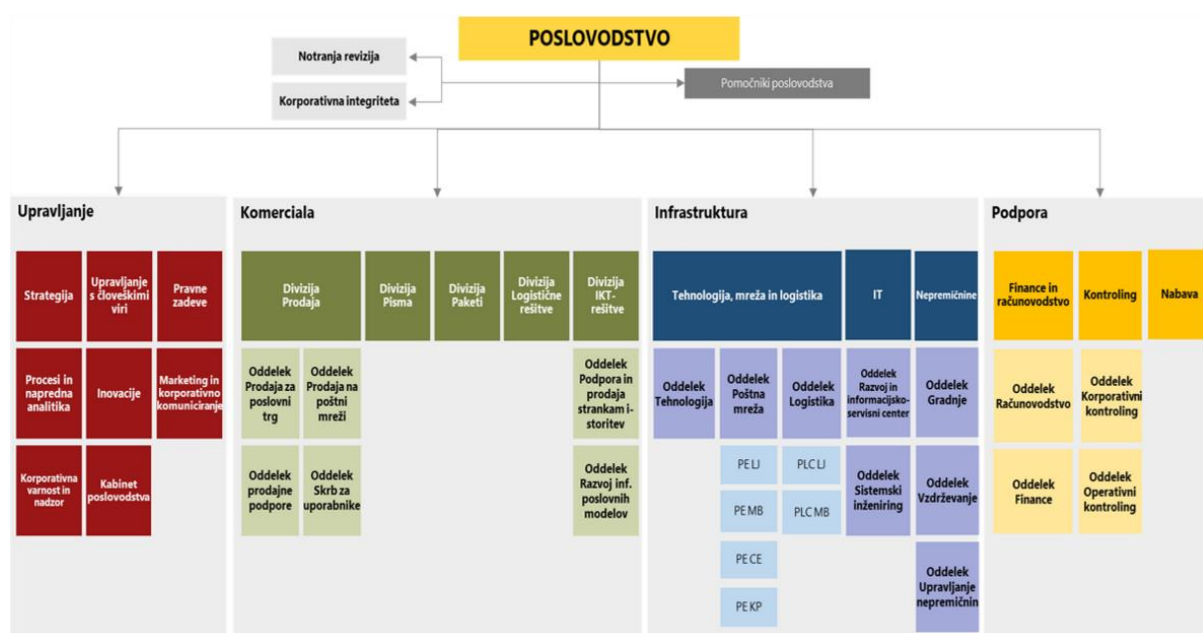 POSLOVODSTVO
Notranja revizija
Korporativna integriteta
Pomočniki poslovodstva
Upravljanje
Strategija
Upravljanje
s človeškimi
viri
Pravne
zadeve
Procesi in
napredna
analitika
Inovacije
Marketing in
korporativno
komuniciranje
Korporativna
varnost in
nadzor
Kabinet
poslovodstva
Komerciala
Divizija
Prodaja
Divizija
Pisma
Divizija
Paketi
Divizija
Logistične
rešitve
Divizija
IKT-
rešitve
Oddelek
Prodaja za
poslovni
trg
Oddelek
Prodaja na
poštni
mreži
Oddelek
Podpora in
prodaja
strankam i-
storitev
Oddelek
prodajne
podpore
Oddelek
Skrb za
uporabnike
Oddelek
Razvoj inf.
poslovnih
modelov
Infrastruktura
Tehnologija, mreža in logistika
IT
Nepremičnine
Oddelek
Tehnologija
Oddelek
Poštna
mreža
Oddelek
Logistika
Oddelek
Razvoj in
informacijsko-
servisni center
Oddelek
Gradnje
PE LJ
PLC LJ
Oddelek
Sistemski
inženiring
Oddelek
Vzdrževanje
PE MB
PLC MB
PE CE
PE KP
Oddelek
Upravljanje
nepremičnin
Podpora
Finance in
računovodstvo
Kontroling
Nabava
Oddelek
Računovodstvo
Oddelek
Korporativni
kontroling
Oddelek
Finance
Oddelek
Operativni
kontroling